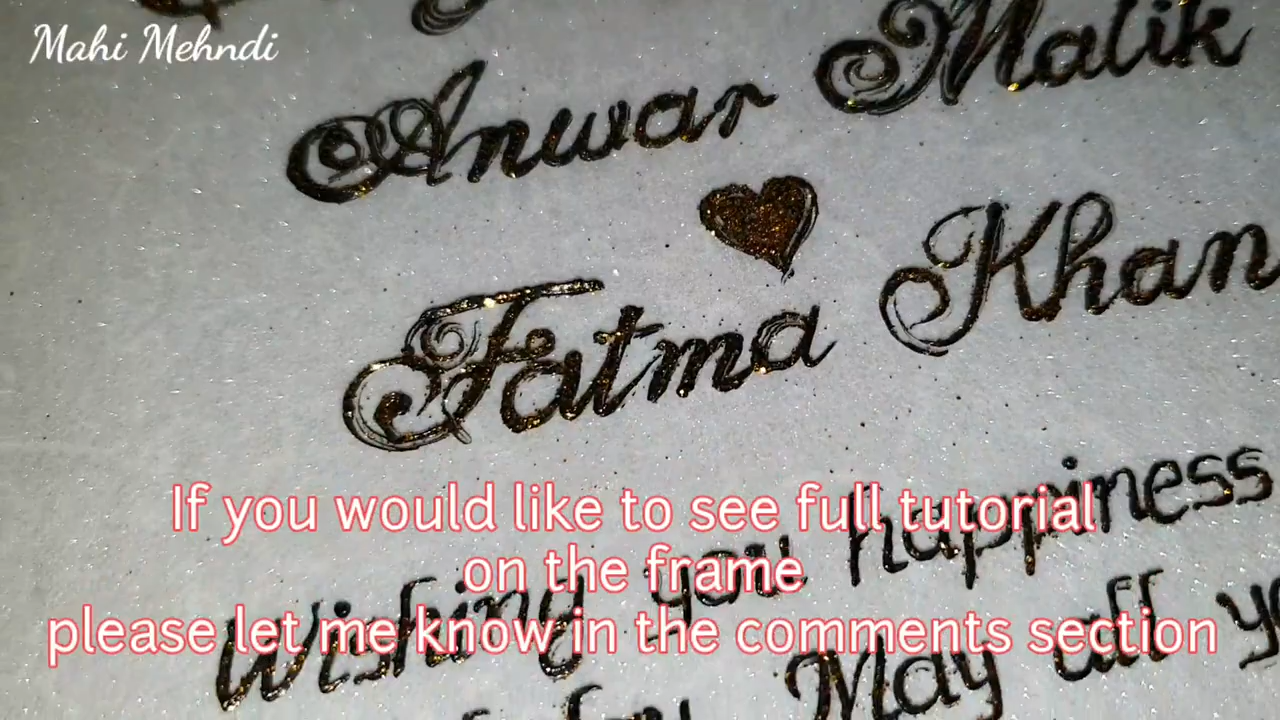 Mahi Mehndi
Anwar Malik
Fatma Khan
If you would like to see full tutorial
on the frame
please let me know in the comments section
Wishing you happiness
May all